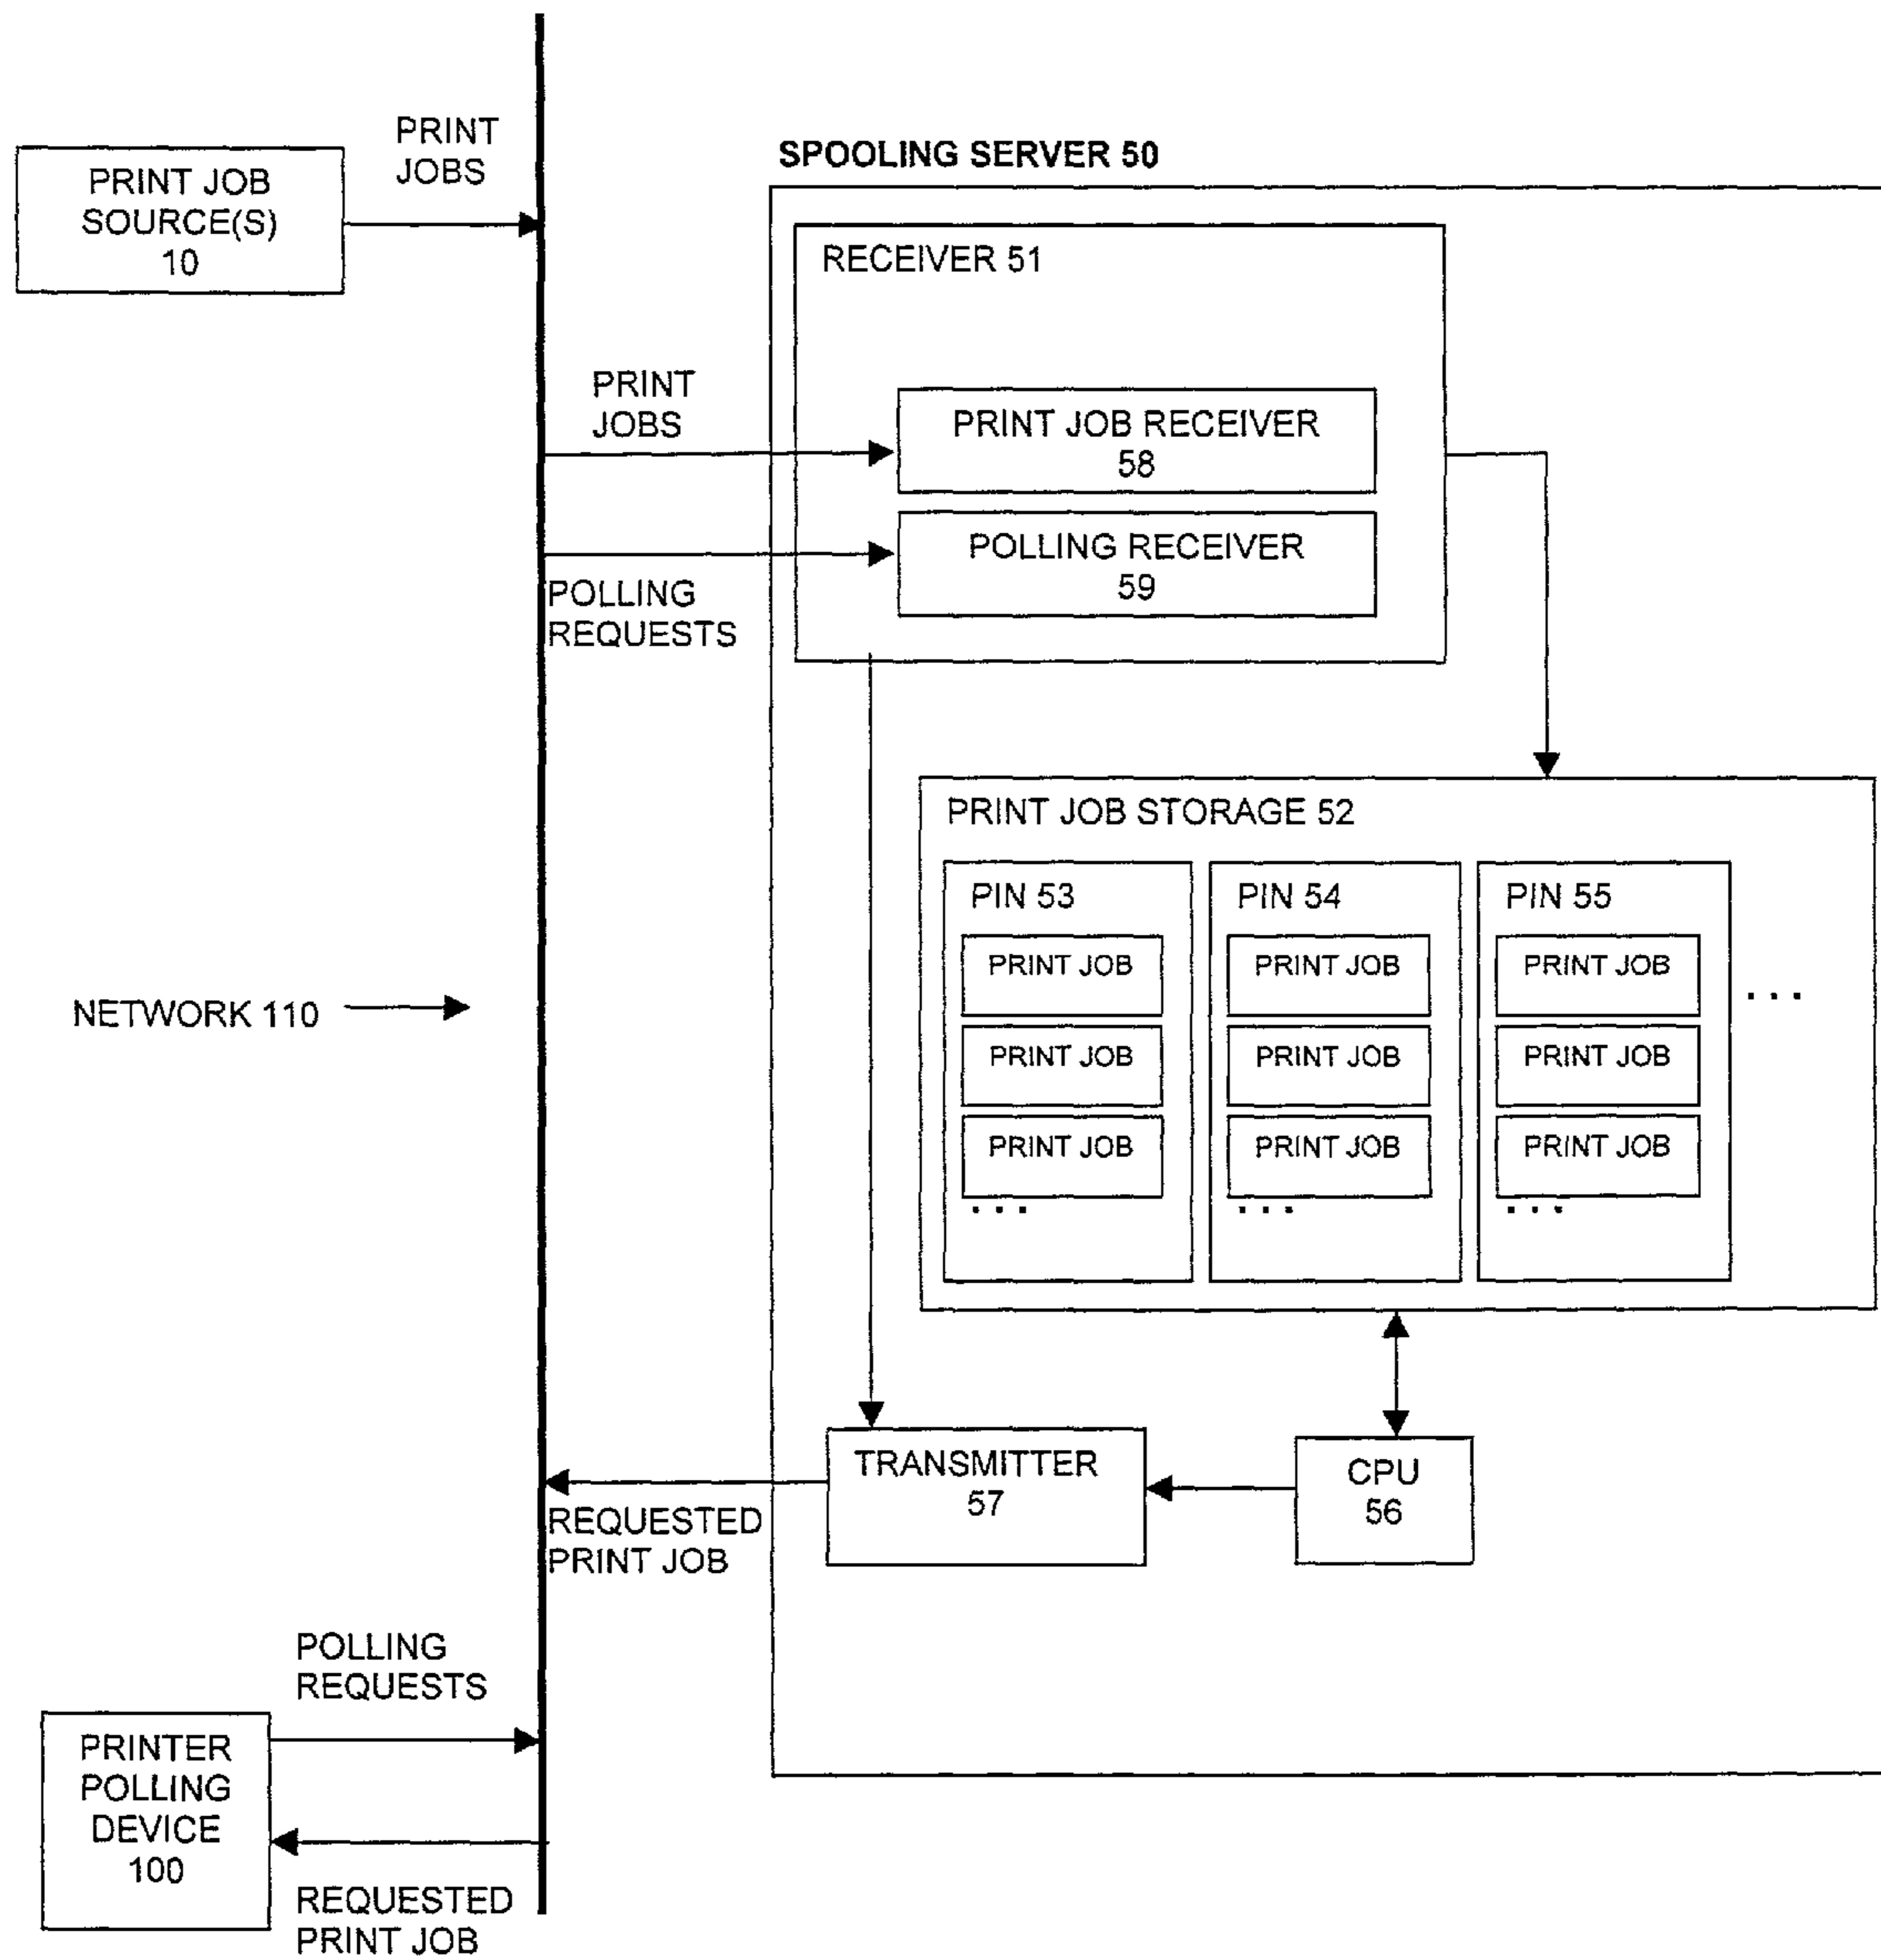 PRINT JOB
SOURCE(S)
10
PRINT
JOBS
SPOOLING SERVER 50
RECEIVER 51
PRINT
JOBS
PRINT JOB RECEIVER
58
POLLING RECEIVER
59
POLLING
REQUESTS
PRINT JOB STORAGE 52
PIN 53
PRINT JOB
PRINT JOB
PRINT JOB
...
PIN 54
PRINT JOB
PRINT JOB
PRINT JOB
...
PIN 55
PRINT JOB
PRINT JOB
PRINT JOB
...
...
NETWORK 110
TRANSMITTER
57
CPU
56
REQUESTED
PRINT JOB
POLLING
REQUESTS
PRINTER
POLLING
DEVICE
100
REQUESTED
PRINT JOB